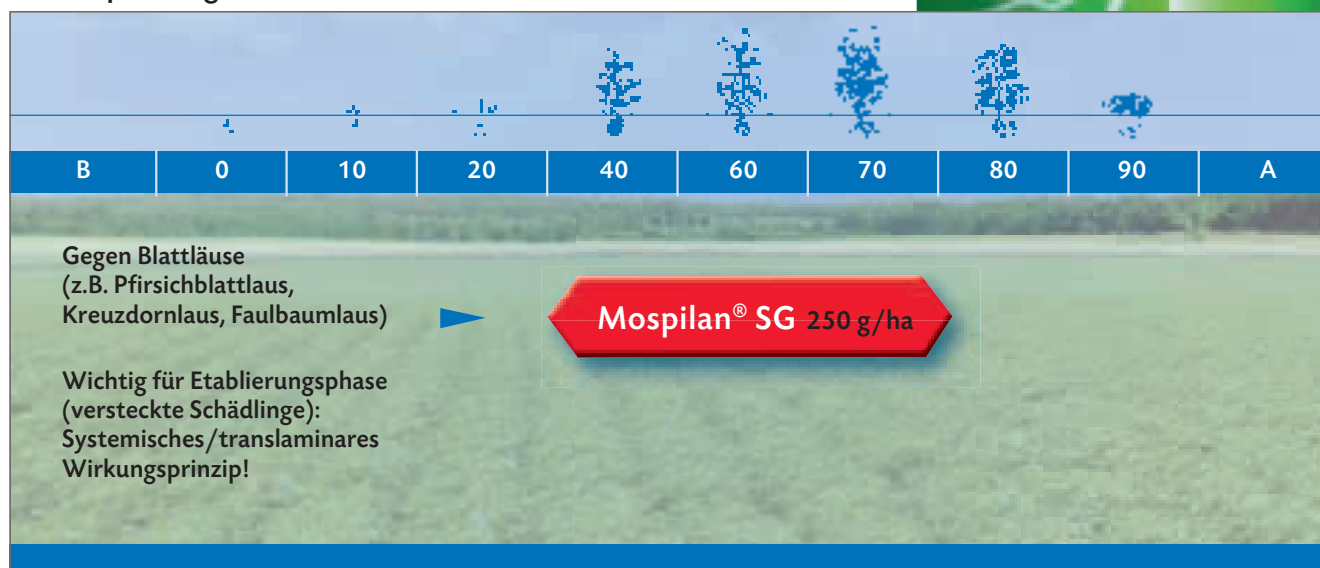 B 0 10 20 40 60 70 80 90 A
Gegen Blattläuse
(z.B. Pfirsichblattlaus,
Kreuzdornlaus, Faulbaumlaus)
Mospilan® SG 250 g/ha
Wichtig für Etablierungsphase
(versteckte Schädlinge):
Systemisches/translaminares
Wirkungsprinzip!